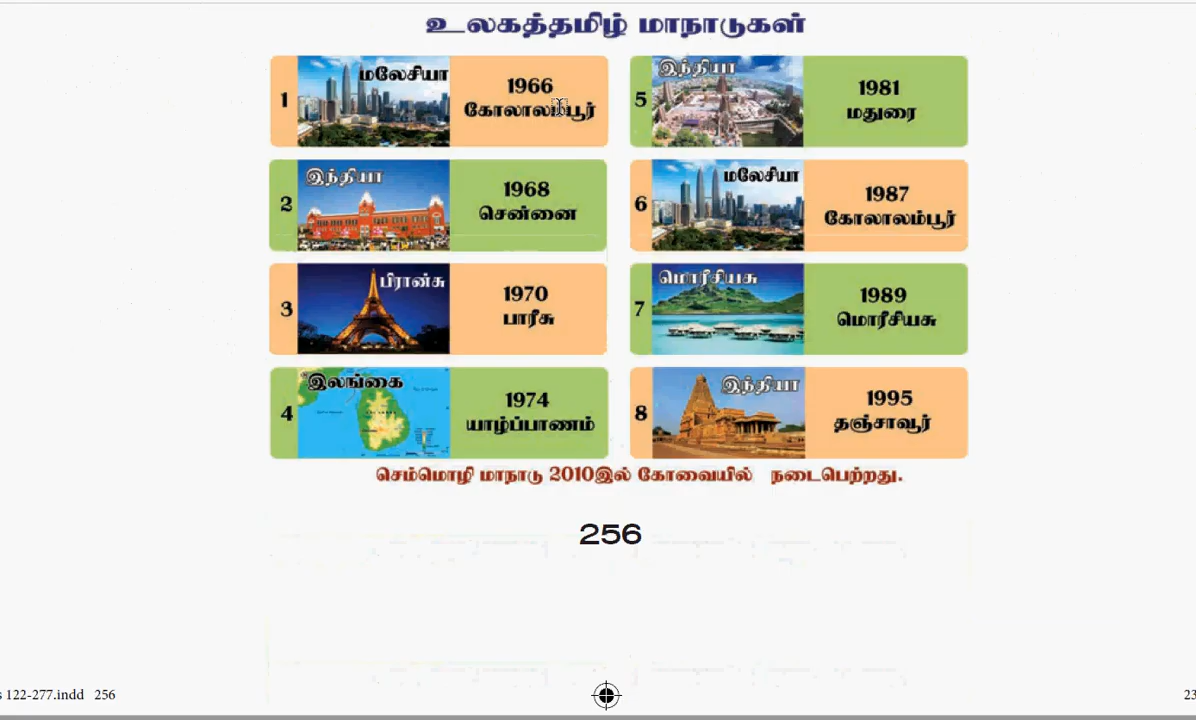 உலகத்தமிழ் மாநாடுகள்
1
மலேசியா
1966
கோலாலம்பூர்
2
இந்தியா
1968
சென்னை
3
பிரான்சு
1970
பாரீசு
4
இலங்கை
1974
யாழ்ப்பாணம்
5
இந்தியா
1981
மதுரை
6
மலேசியா
1987
கோலாலம்பூர்
7
மொரீசியசு
1989
மொரீசியசு
8
இந்தியா
1995
தஞ்சாவூர்
செம்மொழி மாநாடு 2010இல் கோவையில் நடைபெற்றது.
256
s 122-277.indd 256
23